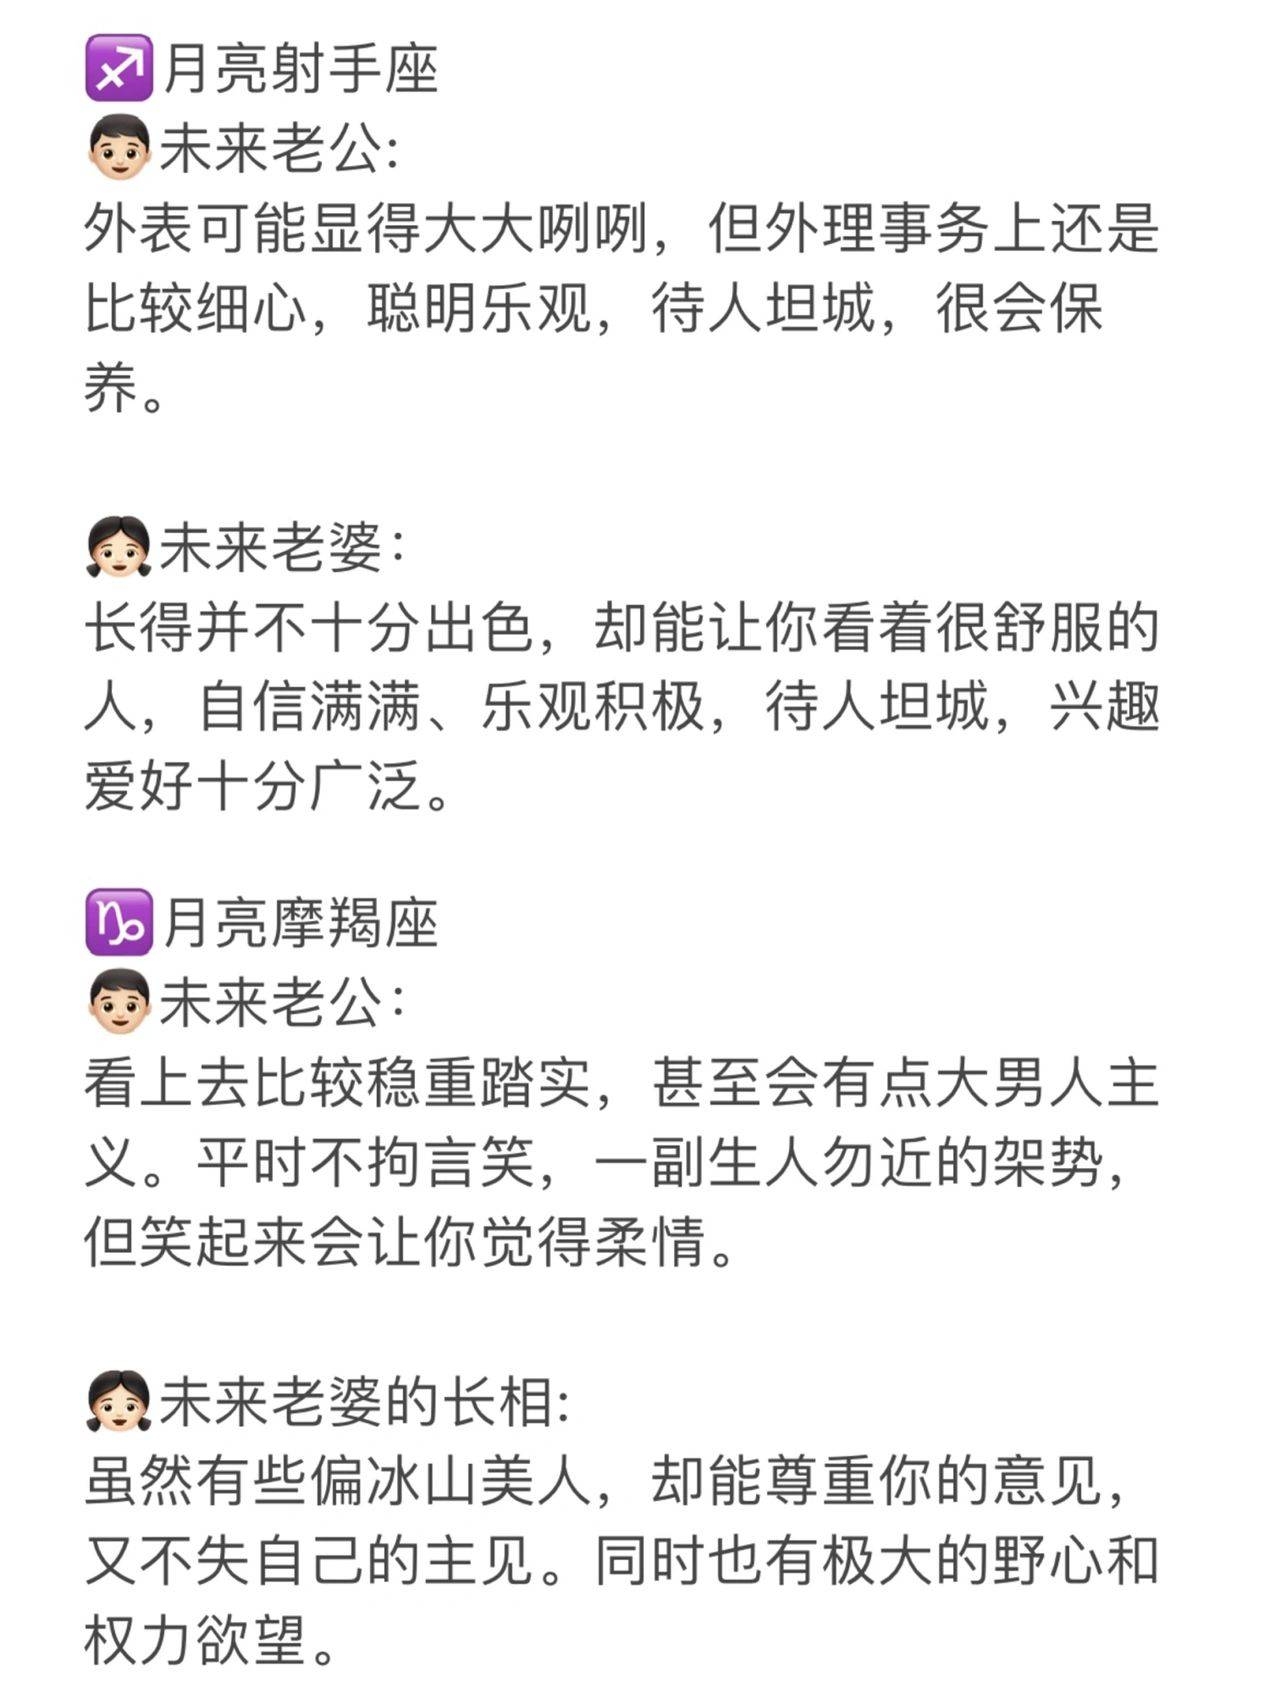 ♐月亮射手座
👦🏻未来老公:
外表可能显得大大咧咧，但外理事务上还是
比较细心，聪明乐观，待人坦城，很会保
养。
👧🏻未来老婆：
长得并不十分出色，却能让你看着很舒服的
人，自信满满、乐观积极，待人坦城，兴趣
爱好十分广泛。
♑月亮摩羯座
👦🏻未来老公：
看上去比较稳重踏实，甚至会有点大男人主
义。平时不拘言笑，一副生人勿近的架势，
但笑起来会让你觉得柔情。
👧🏻未来老婆的长相:
虽然有些偏冰山美人，却能尊重你的意见，
又不失自己的主见。同时也有极大的野心和
权力欲望。